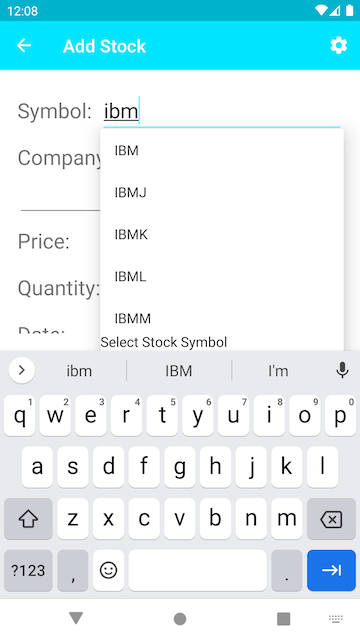 12:08
Add Stock
Symbol: ibm
IBM
Company
IBMJ
IBMK
Price:
IBML
Quantity:
IBMM
Select Stock Symbol
ibm IBM I'm
1 2 3 4 5 6 7 8 9 0
q w e r t y u i o p
a s d f g h j k l
z x c v b n m
?123 , .